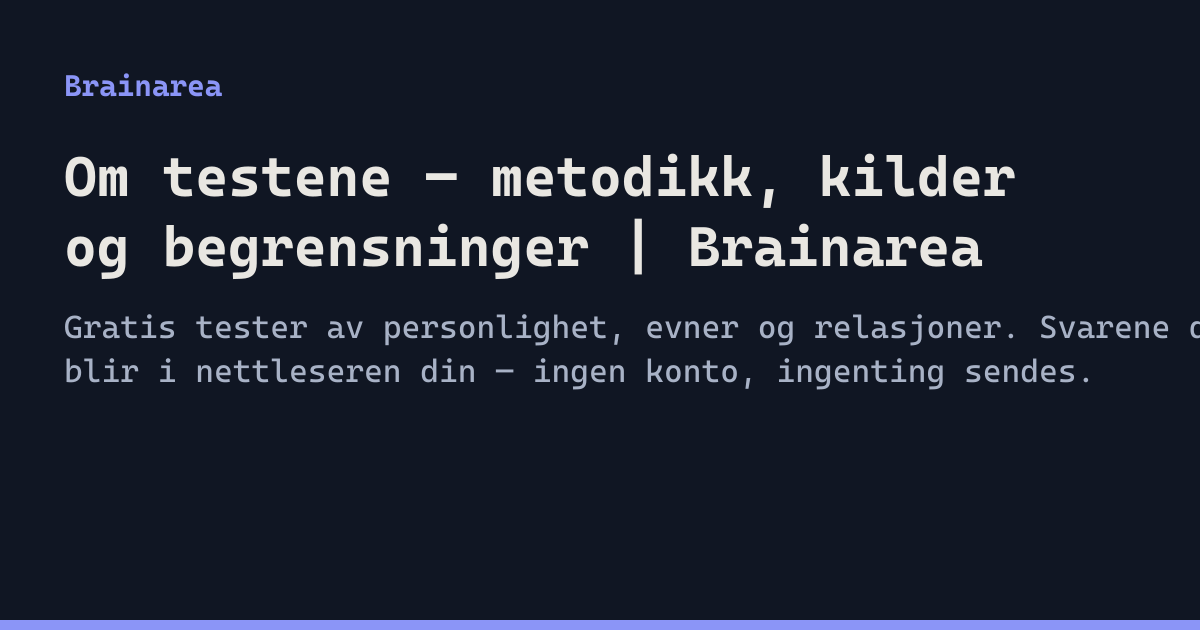 Brainarea
Om testene — metodikk, kilder
og begrensninger | Brainarea
Gratis tester av personlighet, evner og relasjoner. Svarene
blir i nettleseren din — ingen konto, ingenting sendes.